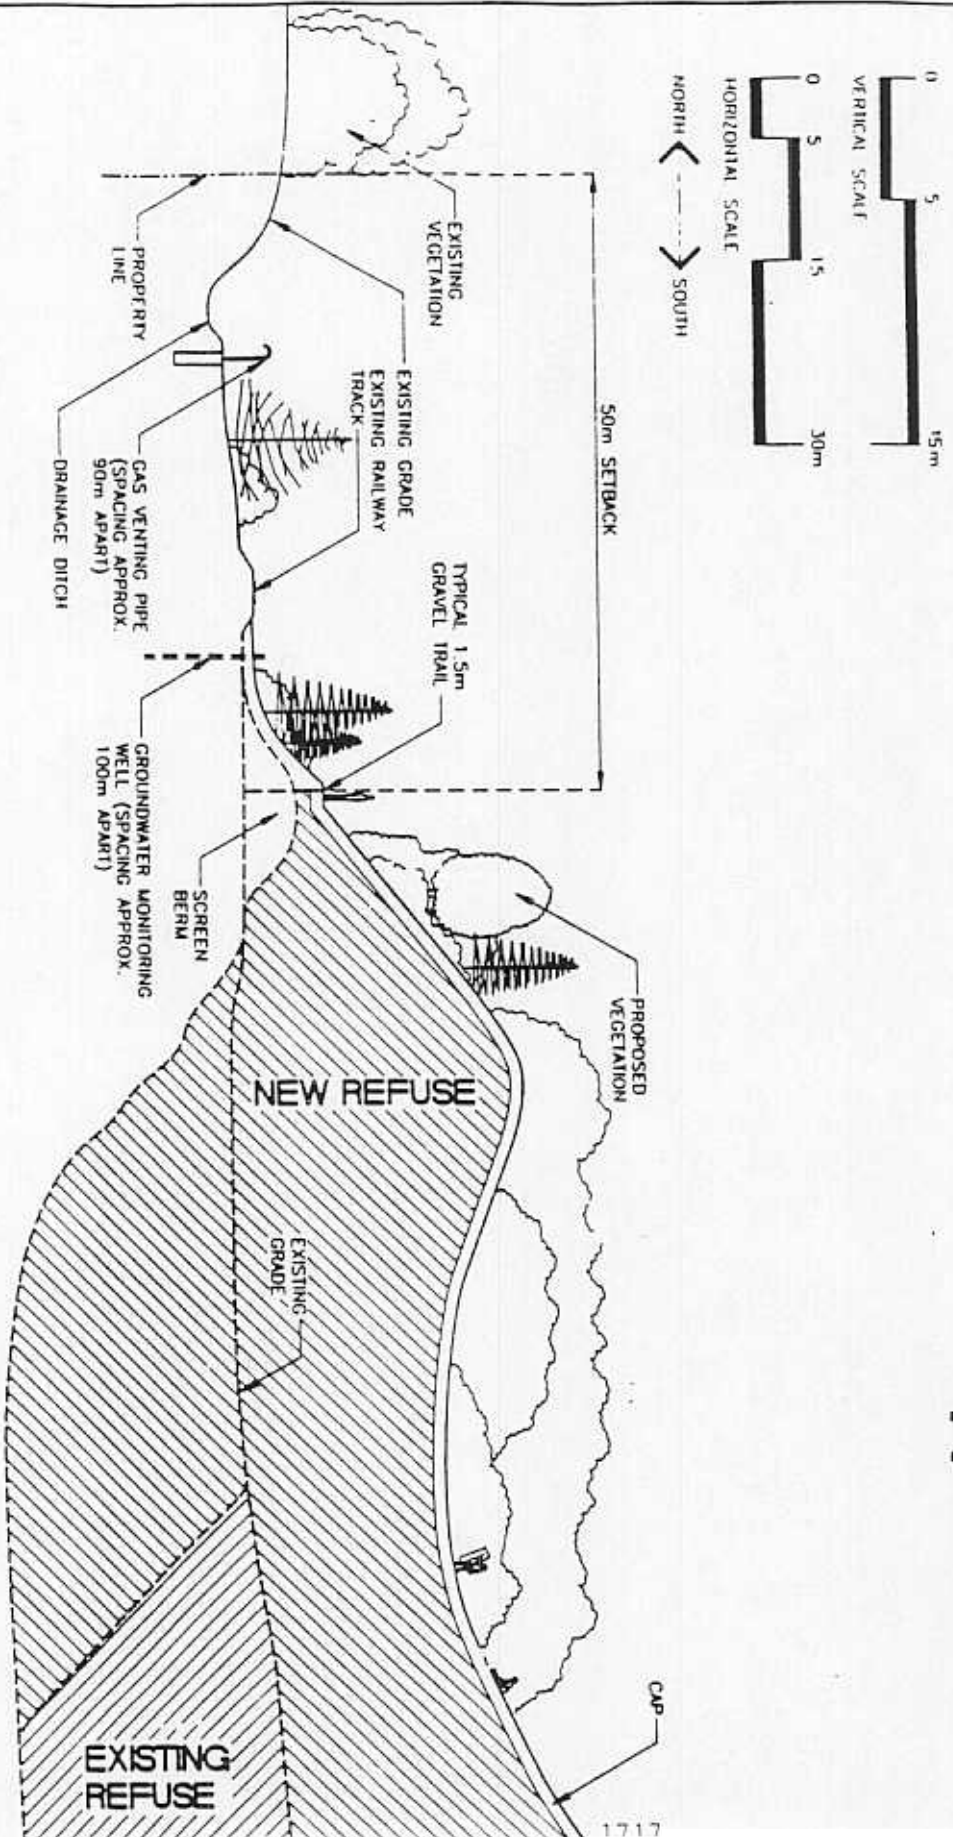 0 5 15m
VERTICAL SCALE
0 5 15 30m
HORIZONTAL SCALE
NORTH SOUTH
50m SETBACK
EXISTING
VEGETATION
EXISTING GRADE
EXISTING RAILWAY
TRACK
TYPICAL 1.5m
GRAVEL TRAIL
PROPOSED
VEGETATION
CAP
PROPERTY
LINE
DRAINAGE DITCH
GAS VENTING PIPE
(SPACING APPROX.
90m APART)
GROUNDWATER MONITORING
WELL (SPACING APPROX.
100m APART)
SCREEN
BERM
NEW REFUSE
EXISTING
GRADE
EXISTING
REFUSE
1717